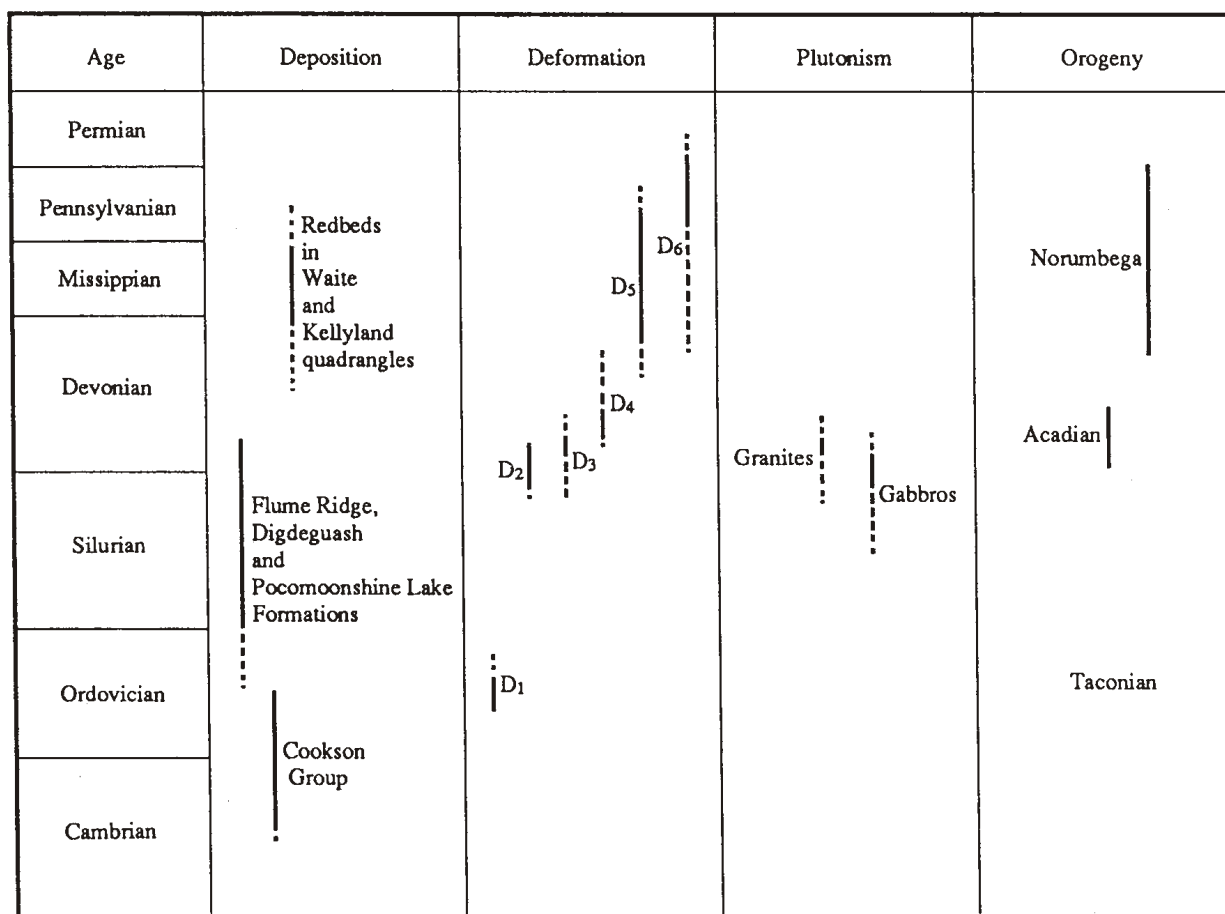 Age
Deposition
Deformation
Plutonism
Orogeny
Permian
Pennsylvanian
Missippian
Devonian
Silurian
Ordovician
Cambrian
Redbeds
in
Waite
and
Kellyland
quadrangles
Flume Ridge,
Digdeguash
and
Pocomoonshine Lake
Formations
Cookson
Group
D1
D2
D3
D4
D5
D6
Granites
Gabbros
Norumbega
Acadian
Taconian